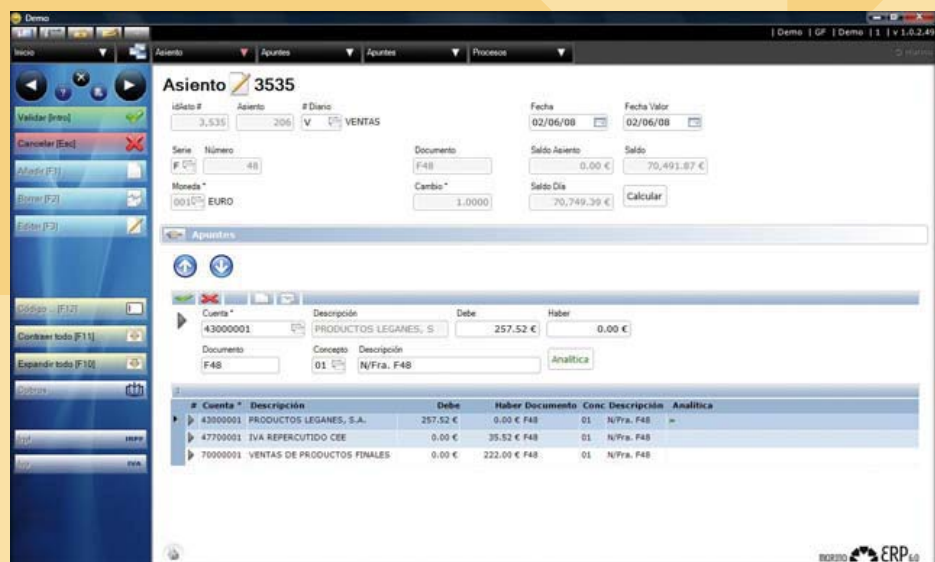 Demo
| Demo | GF | Demo | 1 | v 1.0.2.49
Inicio Asiento Apuntes Apuntes Procesos
Asiento 3535
Validar [Intro]
Cancelar [Esc]
Añadir [F1]
Borrar [F2]
Editar [F3]
Código ... [F12]
Contraer todo [F11]
Expandir todo [F10]
Cobros
IRPF
IVA
idAsto # Asiento # Diario Fecha Fecha Valor
3,535 206 V VENTAS 02/06/08 02/06/08
Serie Número Documento Saldo Asiento Saldo
F 48 F48 0.00 € 70,491.87 €
Moneda * Cambio * Saldo Día
001 EURO 1.0000 70,749.39 € Calcular
Apuntes
Cuenta * Descripción Debe Haber
43000001 PRODUCTOS LEGANES, S 257.52 € 0.00 €
Documento Concepto Descripción
F48 01 N/Fra. F48 Analítica
# Cuenta * Descripción Debe Haber Documento Conc Descripción Analítica
43000001 PRODUCTOS LEGANES, S.A. 257.52 € 0.00 € F48 01 N/Fra. F48
47700001 IVA REPERCUTIDO CEE 0.00 € 35.52 € F48 01 N/Fra. F48
70000001 VENTAS DE PRODUCTOS FINALES 0.00 € 222.00 € F48 01 N/Fra. F48
ERP 6.0